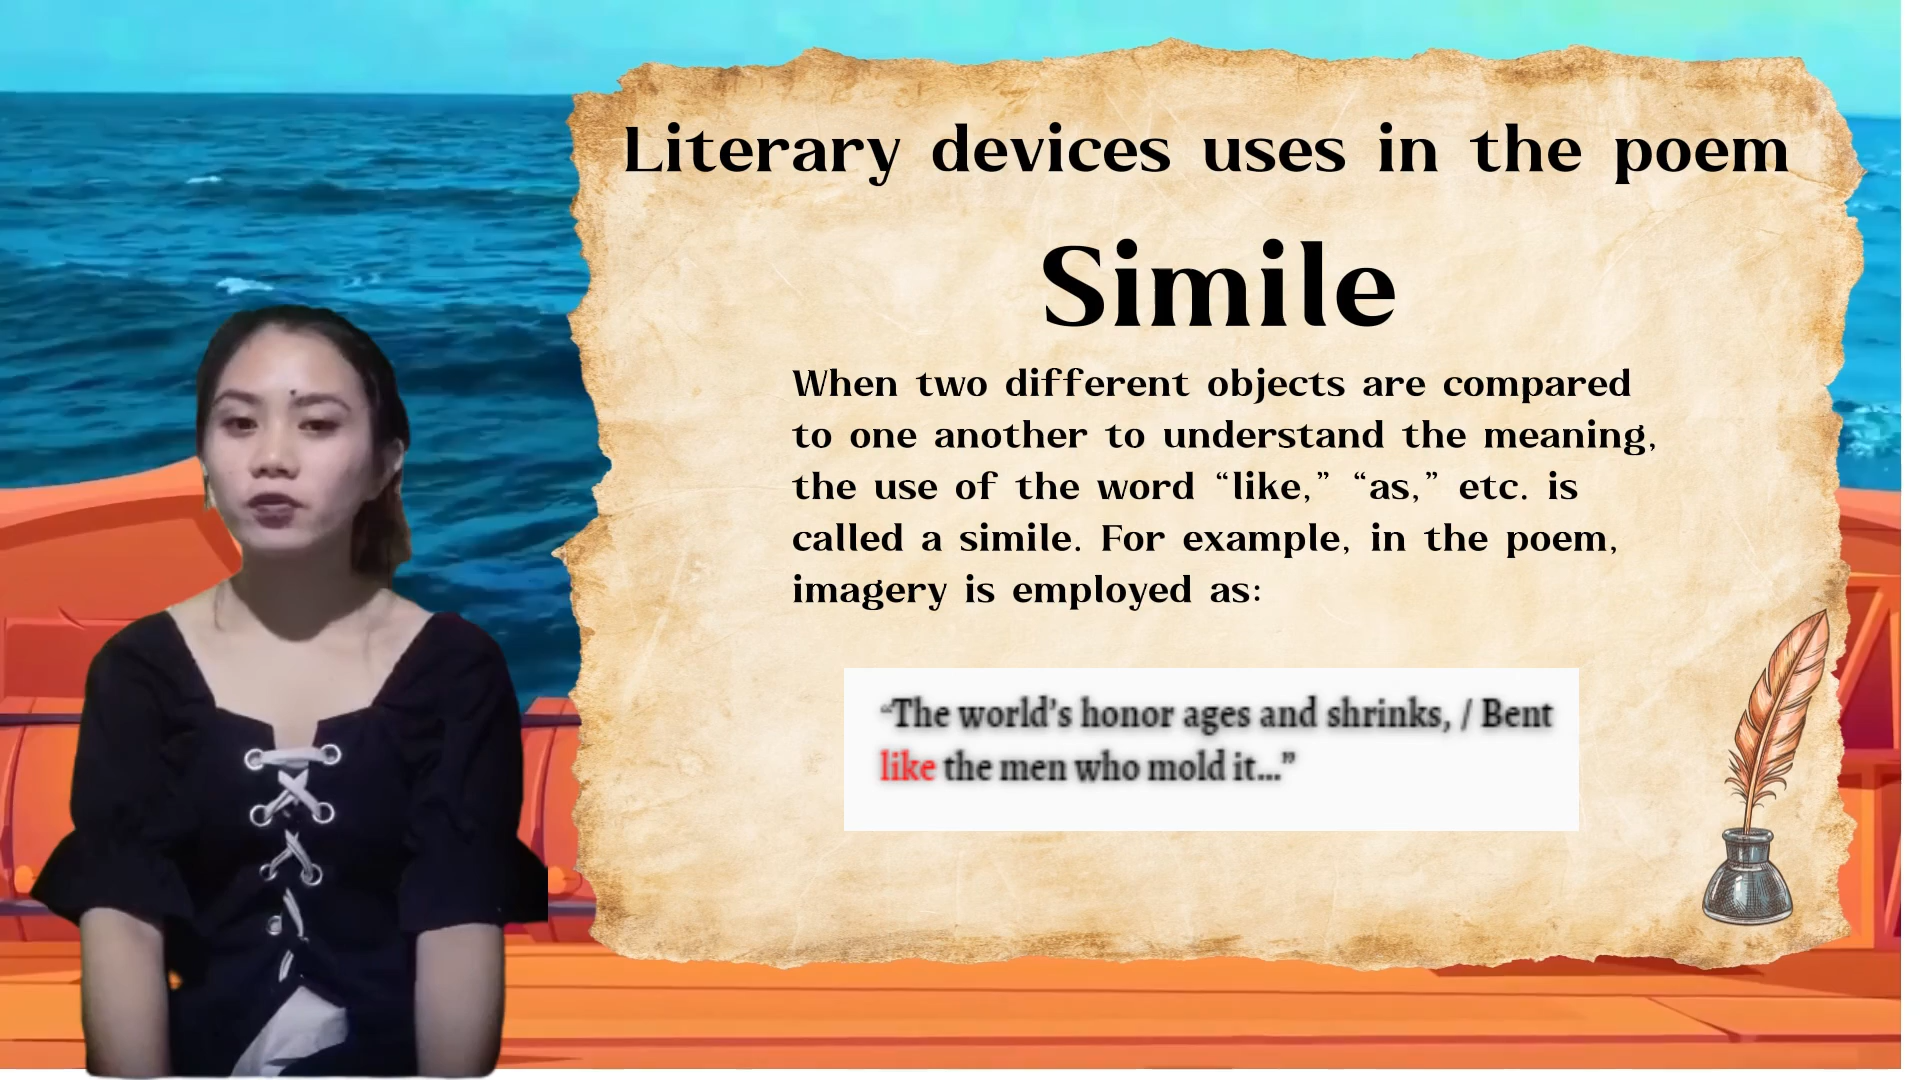 Literary devices uses in the poem
Simile
When two different objects are compared
to one another to understand the meaning,
the use of the word “like,” “as,” etc. is
called a simile. For example, in the poem,
imagery is employed as:
“The world’s honor ages and shrinks, / Bent
like the men who mold it...”